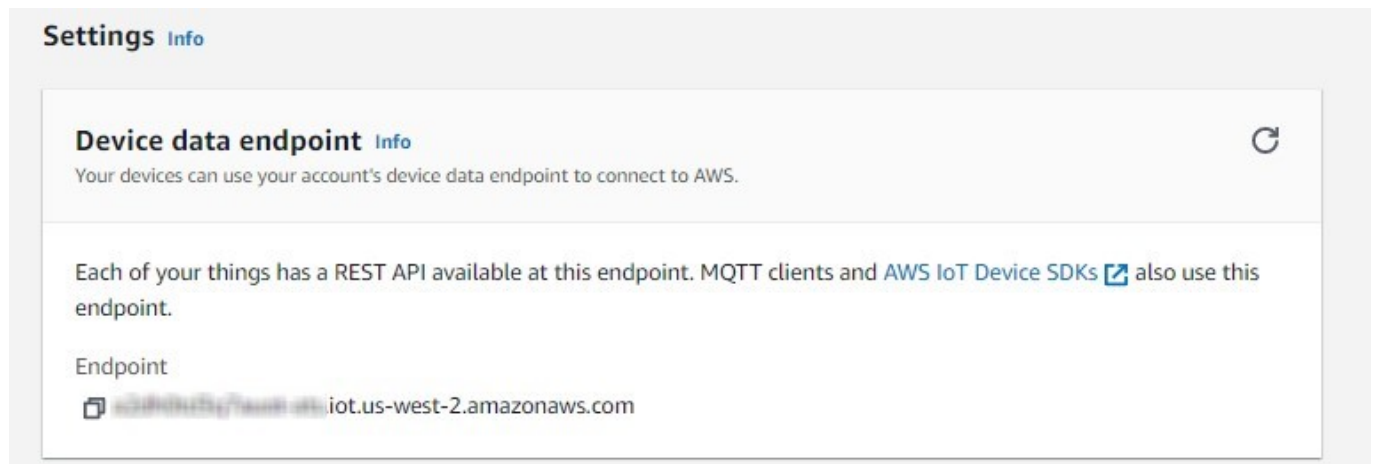 Settings Info
Device data endpoint Info
Your devices can use your account's device data endpoint to connect to AWS.
Each of your things has a REST API available at this endpoint. MQTT clients and AWS IoT Device SDKs also use this
endpoint.
Endpoint
.iot.us-west-2.amazonaws.com